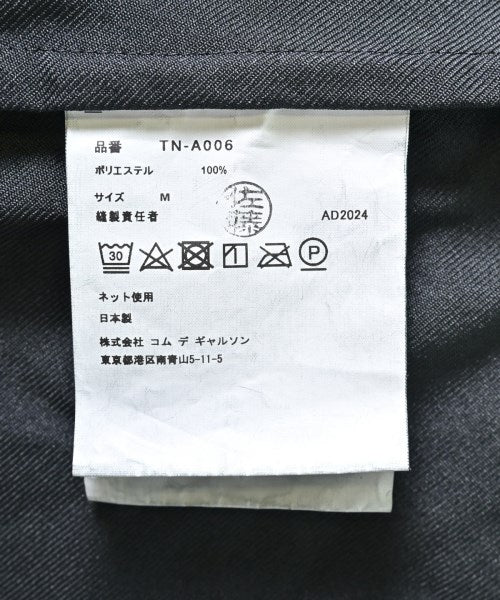 品番 TN-A006
ポリエステル 100%
サイズ M
佐藤
縫製責任者 AD2024
30 P
ネット使用
日本製
株式会社 コム デ ギャルソン
東京都港区南青山5-11-5